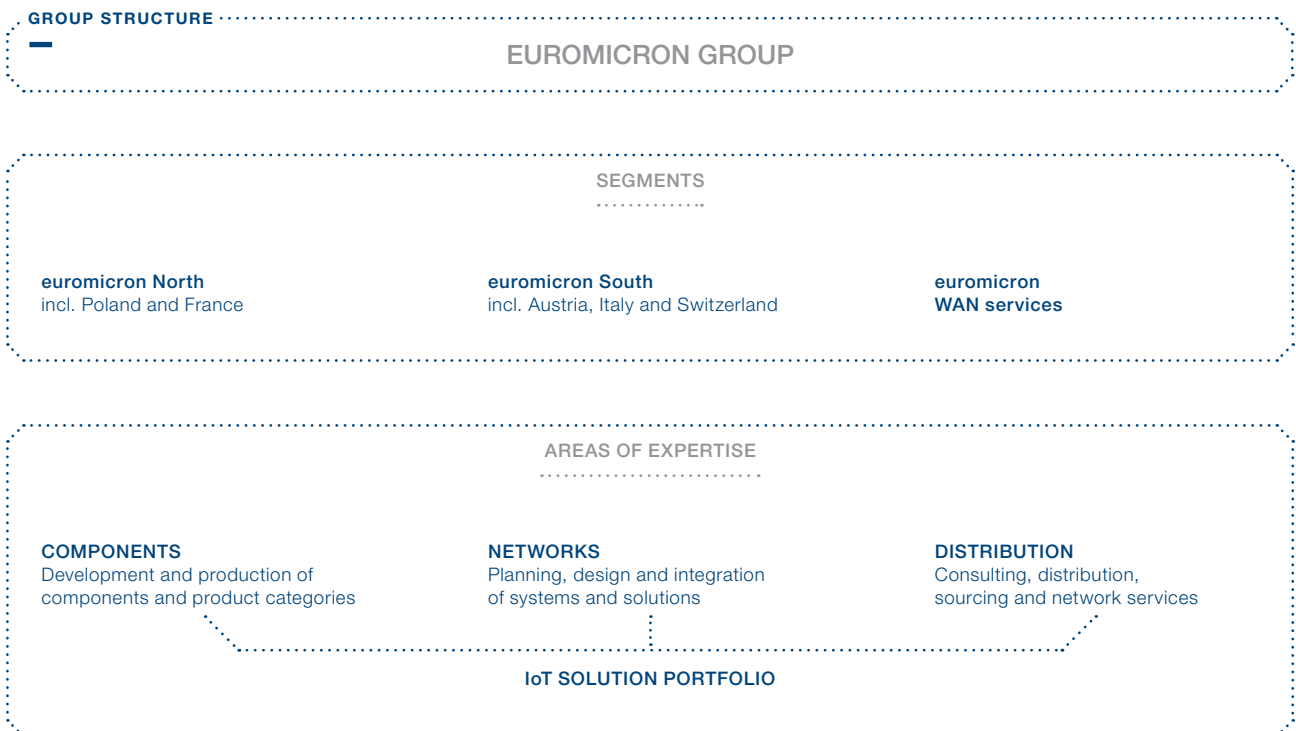 GROUP STRUCTURE
EUROMICRON GROUP
SEGMENTS
euromicron North
incl. Poland and France
euromicron South
incl. Austria, Italy and Switzerland
euromicron
WAN services
AREAS OF EXPERTISE
COMPONENTS
Development and production of
components and product categories
NETWORKS
Planning, design and integration
of systems and solutions
DISTRIBUTION
Consulting, distribution,
sourcing and network services
IoT SOLUTION PORTFOLIO